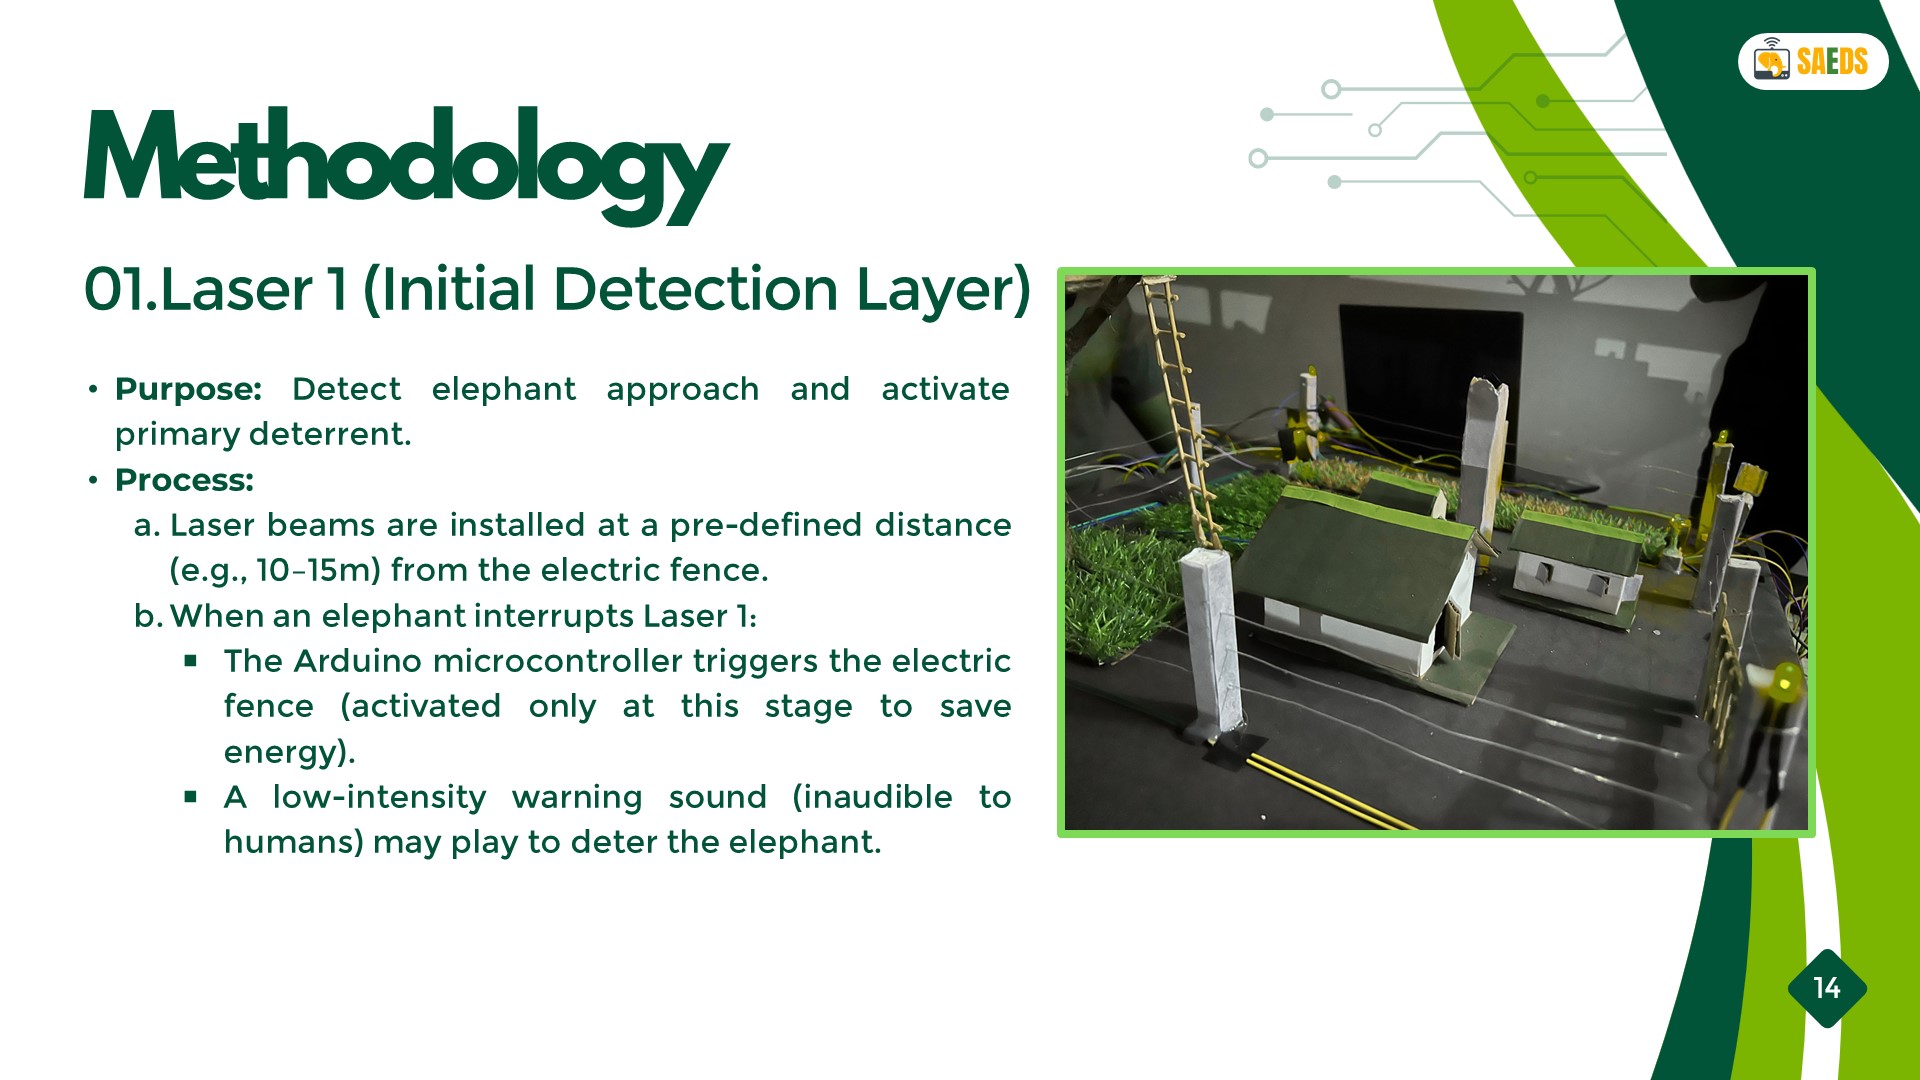 SAEDS
Methodology
01.Laser 1 (Initial Detection Layer)
• Purpose: Detect elephant approach and activate
primary deterrent.
• Process:
a. Laser beams are installed at a pre-defined distance
(e.g., 10–15m) from the electric fence.
b. When an elephant interrupts Laser 1:
▪ The Arduino microcontroller triggers the electric
fence (activated only at this stage to save
energy).
▪ A low-intensity warning sound (inaudible to
humans) may play to deter the elephant.
14